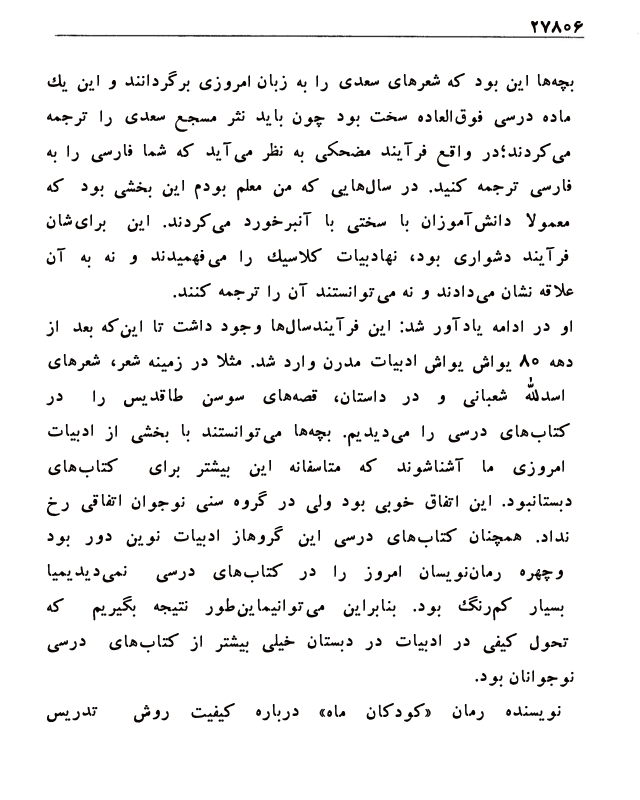 ۲۷۸۰۶
بچه‌ها این بود که شعرهای سعدی را به زبان امروزی برگردانند و این یك
ماده درسی فوق‌العاده سخت بود چون باید نثر مسجع سعدی را ترجمه
می‌کردند؛در واقع فرآیند مضحکی به نظر می‌آید که شما فارسی را به
فارسی ترجمه کنید. در سال‌هایی که من معلم بودم این بخشی بود که
معمولا دانش‌آموزان با سختی با آنبرخورد می‌کردند. این برای‌شان
فرآیند دشواری بود، نهادبیات کلاسیك را می‌فهمیدند و نه به آن
علاقه نشان می‌دادند و نه می‌توانستند آن را ترجمه کنند.
او در ادامه یادآور شد: این فرآیندسال‌ها وجود داشت تا این‌که بعد از
دهه ۸۰ یواش یواش ادبیات مدرن وارد شد. مثلا در زمینه شعر، شعرهای
اسدالله شعبانی و در داستان، قصه‌های سوسن طاقدیس را در
کتاب‌های درسی را می‌دیدیم. بچه‌ها می‌توانستند با بخشی از ادبیات
امروزی ما آشناشوند که متاسفانه این بیشتر برای کتاب‌های
دبستانبود. این اتفاق خوبی بود ولی در گروه سنی نوجوان اتفاقی رخ
نداد. همچنان کتاب‌های درسی این گروهاز ادبیات نوین دور بود
وچهره رمان‌نویسان امروز را در کتاب‌های درسی نمی‌دیدیمیا
بسیار کم‌رنگ بود. بنابراین می‌توانیماین‌طور نتیجه بگیریم که
تحول کیفی در ادبیات در دبستان خیلی بیشتر از کتاب‌های درسی
نوجوانان بود.
نویسنده رمان «کودکان ماه» درباره کیفیت روش تدریس